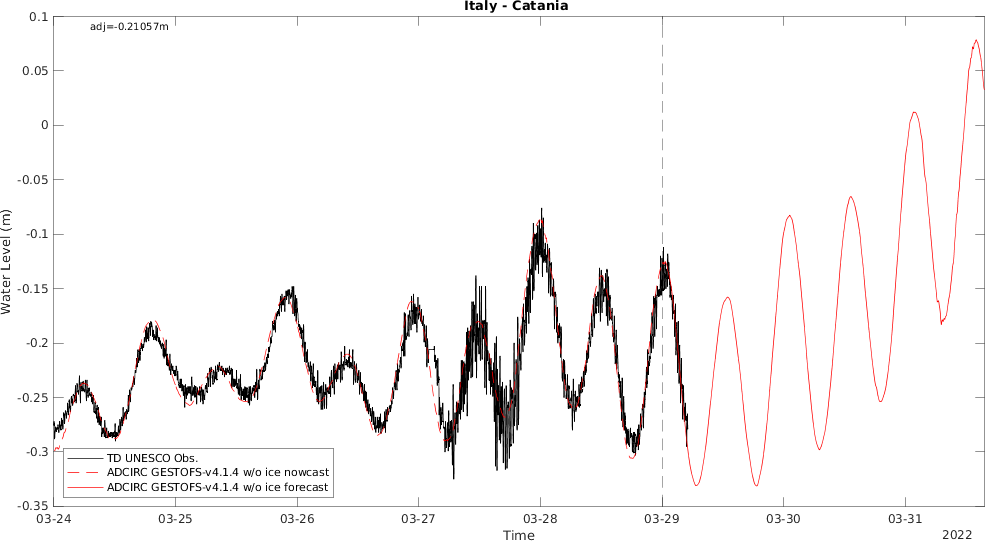 Italy - Catania
adj=-0.21057m
0.1
0.05
0
-0.05
-0.1
-0.15
-0.2
-0.25
-0.3
-0.35
Water Level (m)
TD UNESCO Obs.
ADCIRC GESTOFS-v4.1.4 w/o ice nowcast
ADCIRC GESTOFS-v4.1.4 w/o ice forecast
03-24 03-25 03-26 03-27 03-28 03-29 03-30 03-31
Time
2022